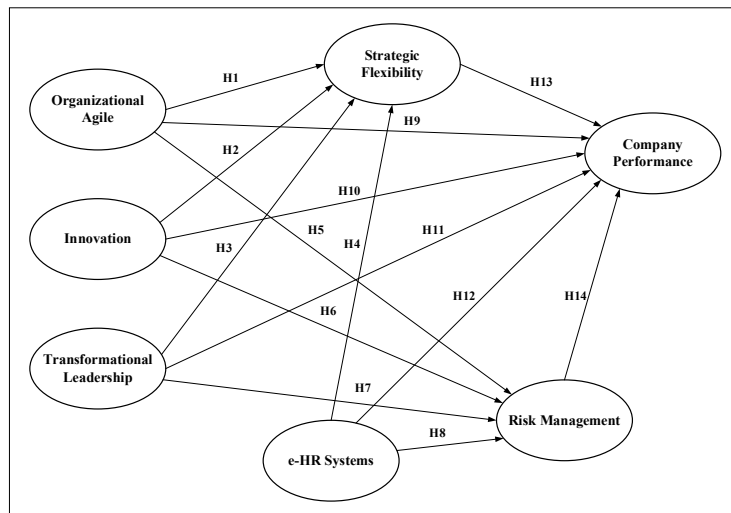 Strategic
Flexibility
H1
H13
Organizational
Agile
H9
Company
Performance
H2
H10
Innovation
H3
H5
H4
H11
H12
H14
H6
Transformational
Leadership
H7
Risk Management
H8
e-HR Systems